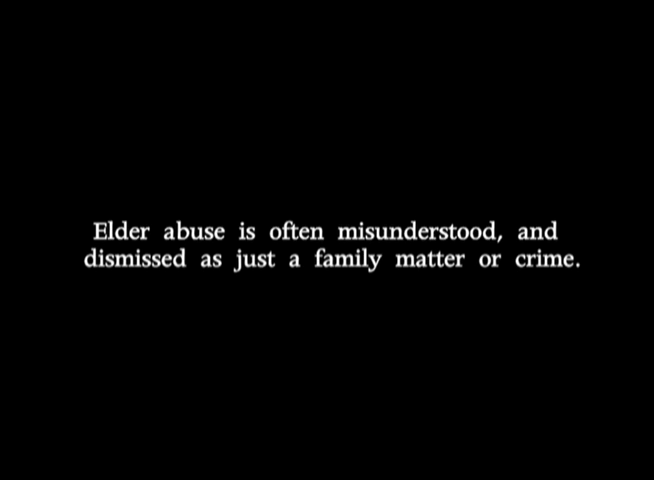 Elder abuse is often misunderstood, and
dismissed as just a family matter or crime.